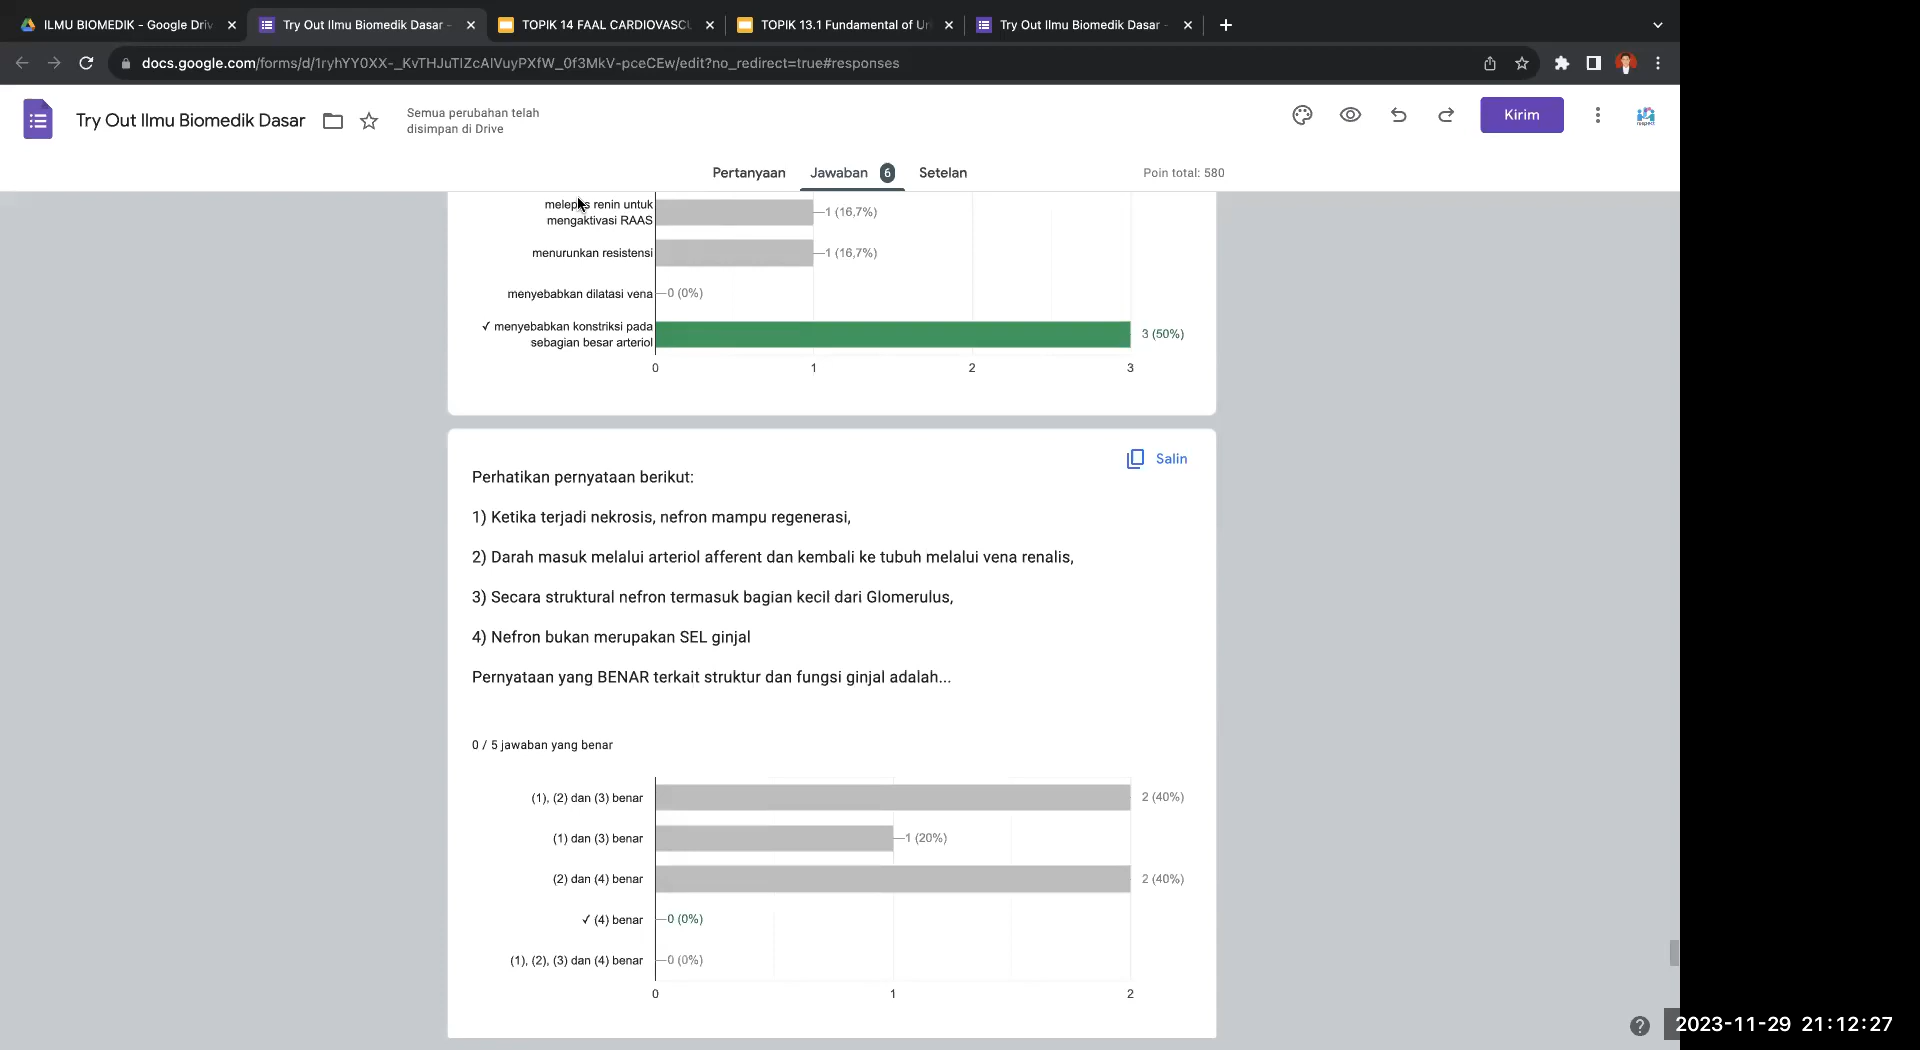 ILMU BIOMEDIK - Google Driv
Try Out Ilmu Biomedik Dasar -
TOPIK 14 FAAL CARDIOVASCU
TOPIK 13.1 Fundamental of Ur
Try Out Ilmu Biomedik Dasar -
docs.google.com/forms/d/1ryhYY0XX-_KvTHJuTlZcAlVuyPXfW_0f3MkV-pceCEw/edit?no_redirect=true#responses
Try Out Ilmu Biomedik Dasar
Semua perubahan telah
disimpan di Drive
Kirim
Pertanyaan
Jawaban 6
Setelan
Poin total: 580
melepas renin untuk
mengaktivasi RAAS
1 (16,7%)
menurunkan resistensi
1 (16,7%)
menyebabkan dilatasi vena
0 (0%)
✓ menyebabkan konstriksi pada
sebagian besar arteriol
3 (50%)
0 1 2 3
Salin
Perhatikan pernyataan berikut:
1) Ketika terjadi nekrosis, nefron mampu regenerasi,
2) Darah masuk melalui arteriol afferent dan kembali ke tubuh melalui vena renalis,
3) Secara struktural nefron termasuk bagian kecil dari Glomerulus,
4) Nefron bukan merupakan SEL ginjal
Pernyataan yang BENAR terkait struktur dan fungsi ginjal adalah...
0 / 5 jawaban yang benar
(1), (2) dan (3) benar
2 (40%)
(1) dan (3) benar
1 (20%)
(2) dan (4) benar
2 (40%)
✓ (4) benar
0 (0%)
(1), (2), (3) dan (4) benar
0 (0%)
0 1 2
2023-11-29 21:12:27